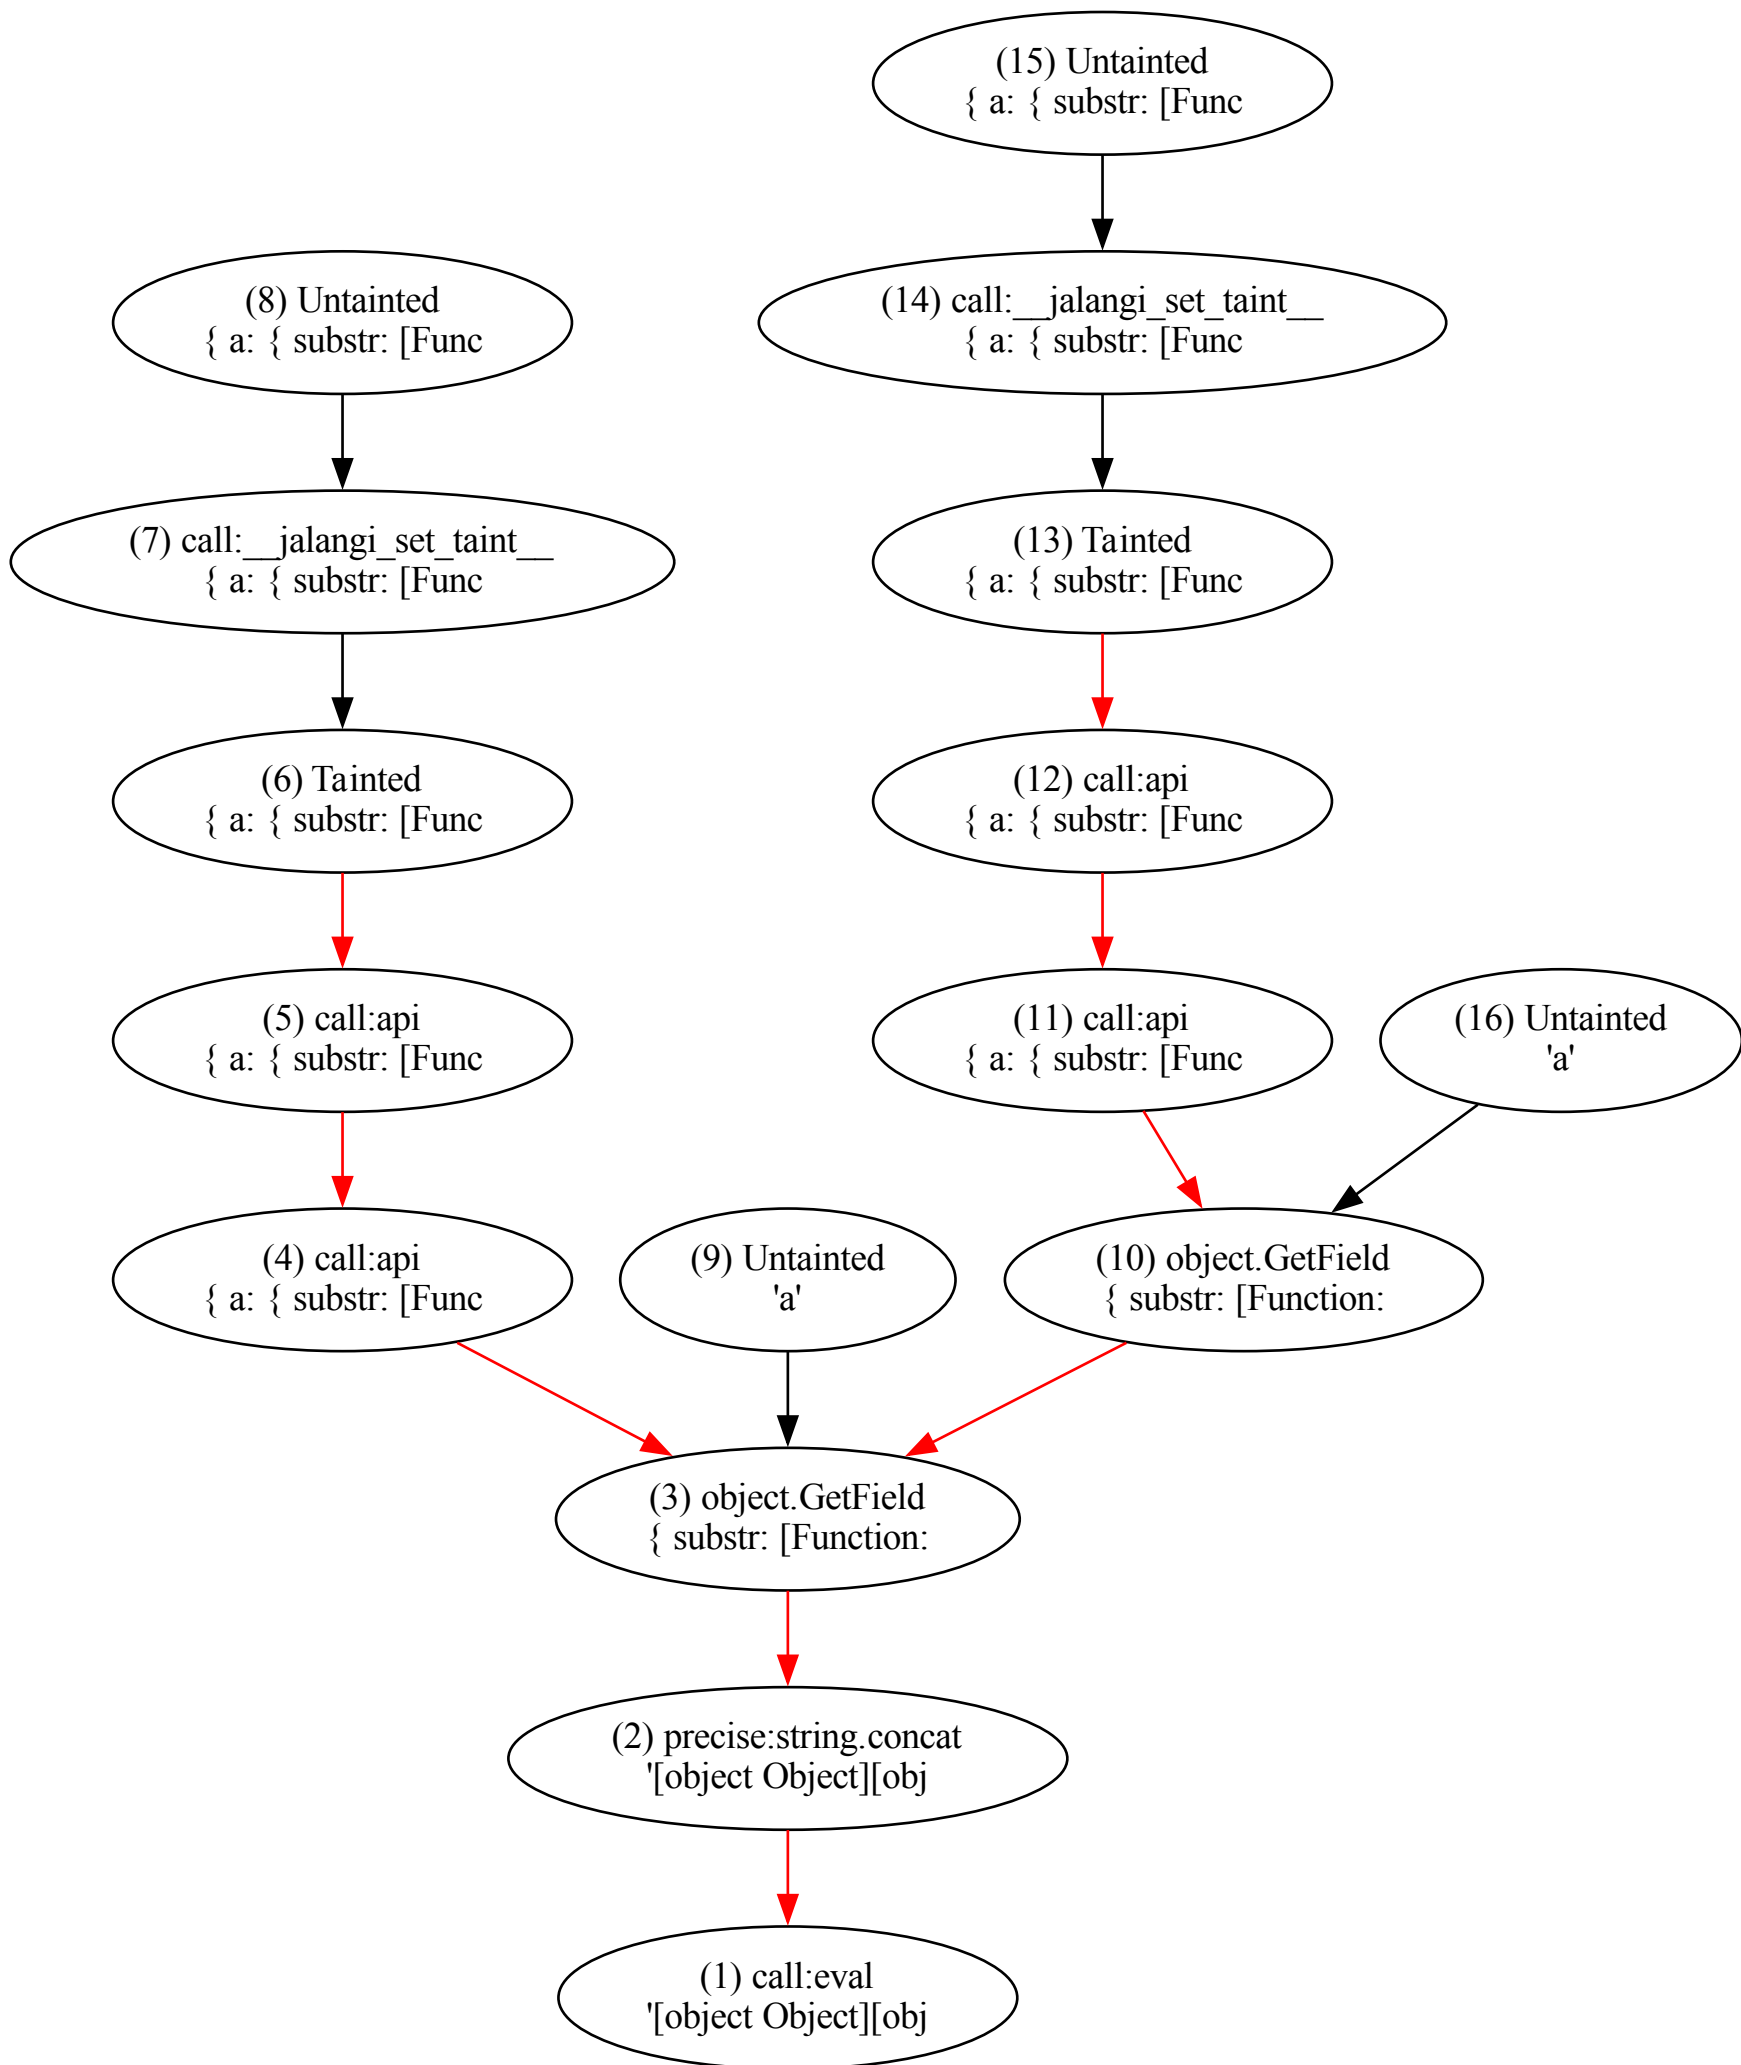 (15) Untainted
{ a: { substr: [Func
(8) Untainted
{ a: { substr: [Func
(14) call:__jalangi_set_taint__
{ a: { substr: [Func
(7) call:__jalangi_set_taint__
{ a: { substr: [Func
(13) Tainted
{ a: { substr: [Func
(6) Tainted
{ a: { substr: [Func
(12) call:api
{ a: { substr: [Func
(5) call:api
{ a: { substr: [Func
(11) call:api
{ a: { substr: [Func
(16) Untainted
'a'
(4) call:api
{ a: { substr: [Func
(9) Untainted
'a'
(10) object.GetField
{ substr: [Function:
(3) object.GetField
{ substr: [Function:
(2) precise:string.concat
'[object Object][obj
(1) call:eval
'[object Object][obj